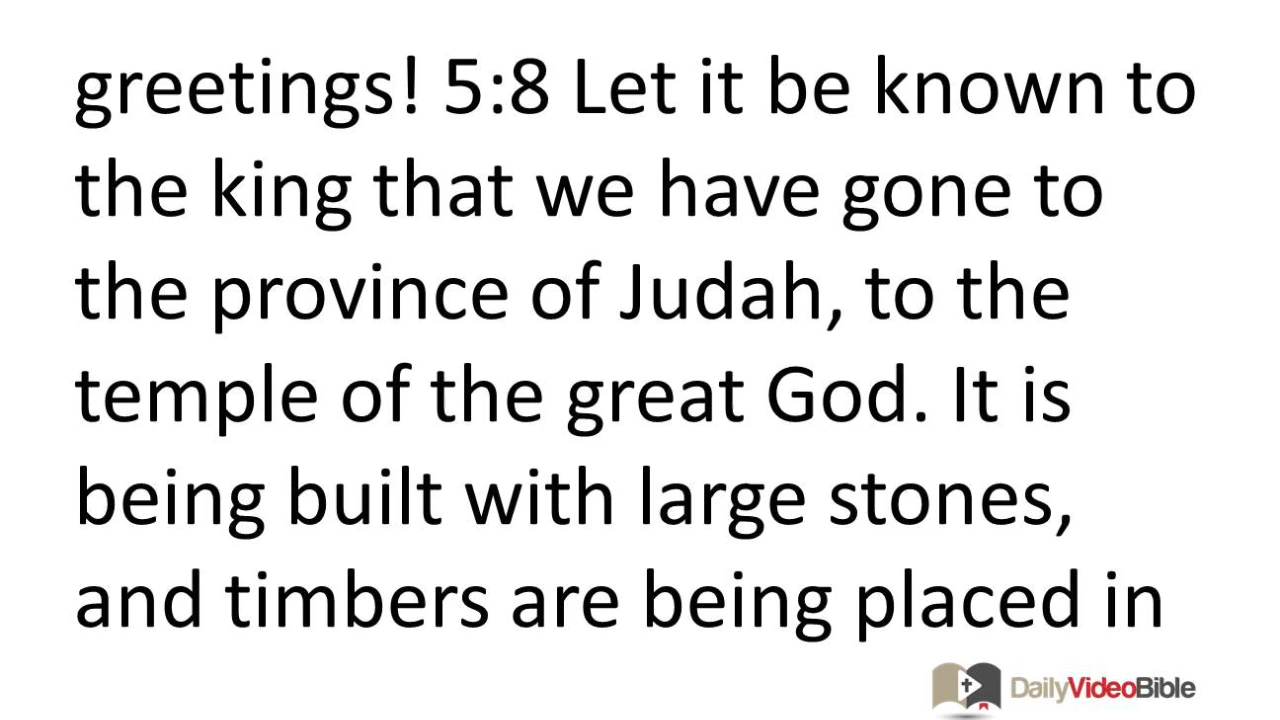 greetings! 5:8 Let it be known to
the king that we have gone to
the province of Judah, to the
temple of the great God. It is
being built with large stones,
and timbers are being placed in
DailyVideoBible